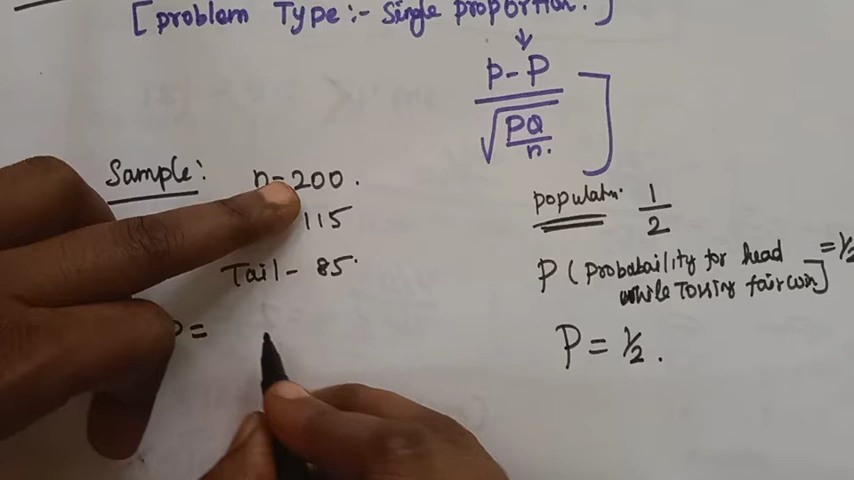 [problem Type:- Single proportion.]
p-P
√PQ/n.
Sample:
n=200.
115
Tail - 85.
=
populatn. 1/2
P (probabaility for head =1/2
while Tossing fair coin]
P = 1/2.